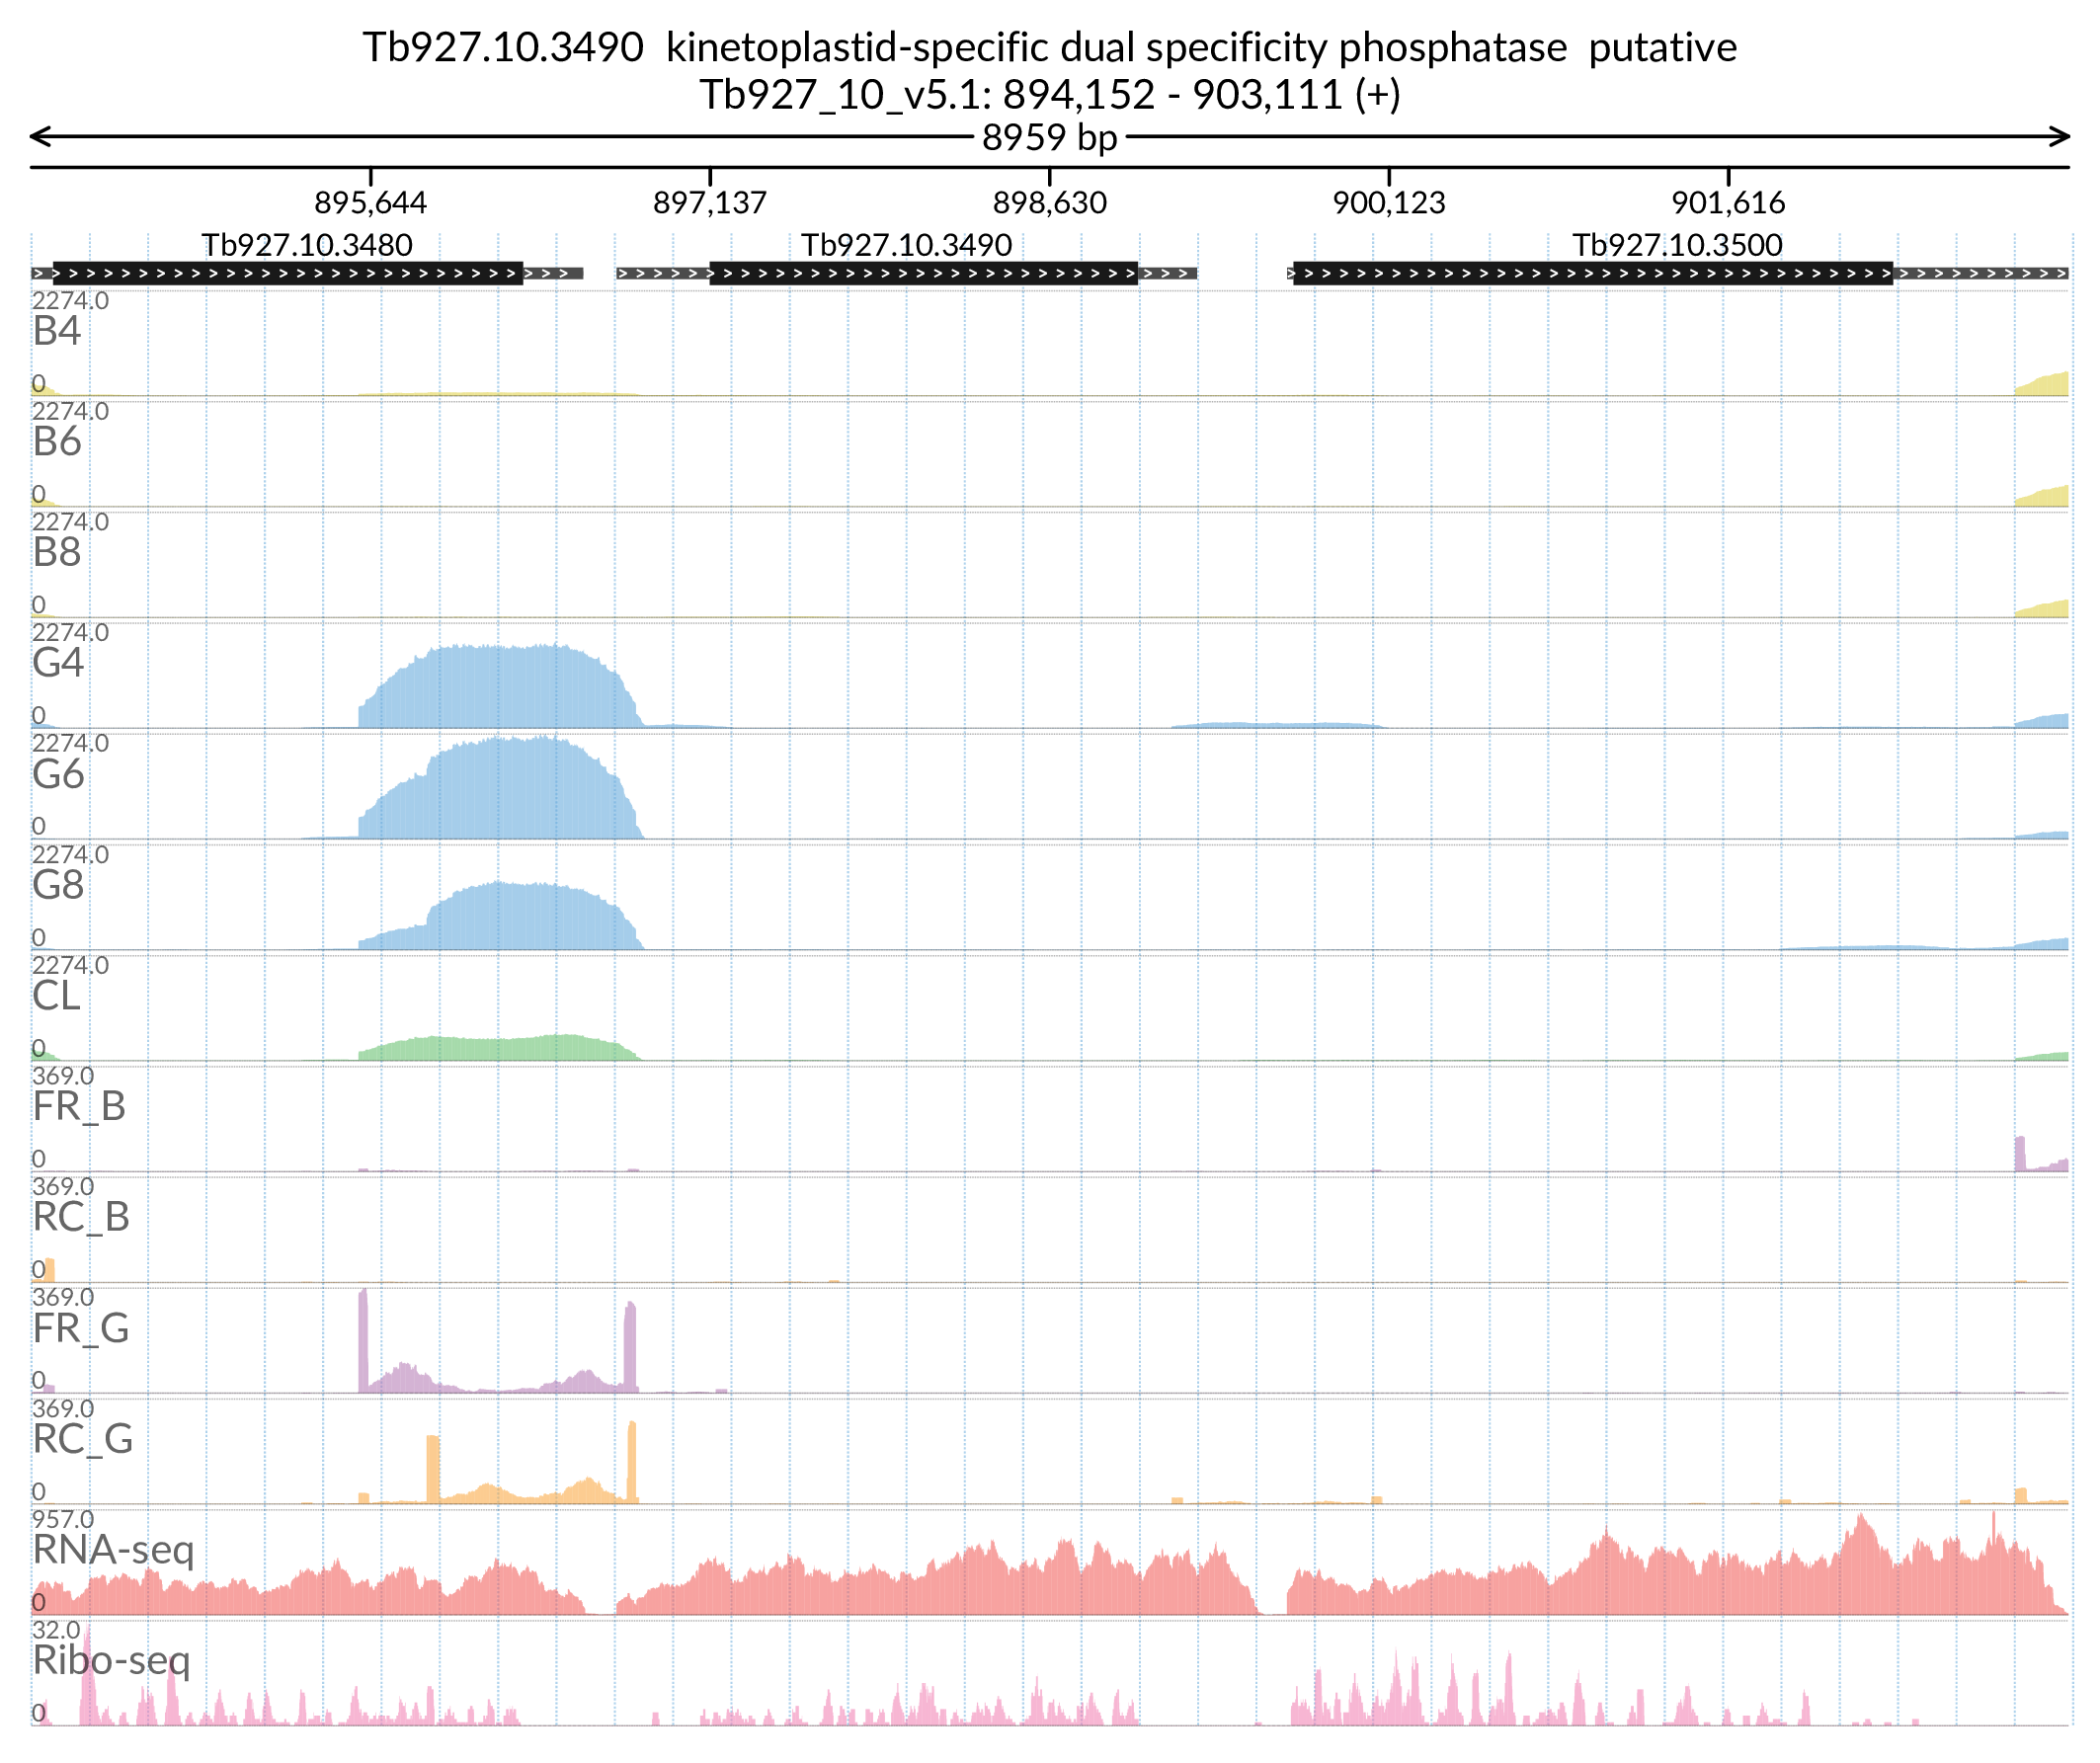 Tb927.10.3490  kinetoplastid-specific dual specificity phosphatase  putative
Tb927_10_v5.1: 894,152 - 903,111 (+)
8959 bp
895,644 897,137 898,630 900,123 901,616
Tb927.10.3480 Tb927.10.3490 Tb927.10.3500
2274.0
B4
0
2274.0
B6
0
2274.0
B8
0
2274.0
G4
0
2274.0
G6
0
2274.0
G8
0
2274.0
CL
0
369.0
FR_B
0
369.0
RC_B
0
369.0
FR_G
0
369.0
RC_G
0
957.0
RNA-seq
0
32.0
Ribo-seq
0